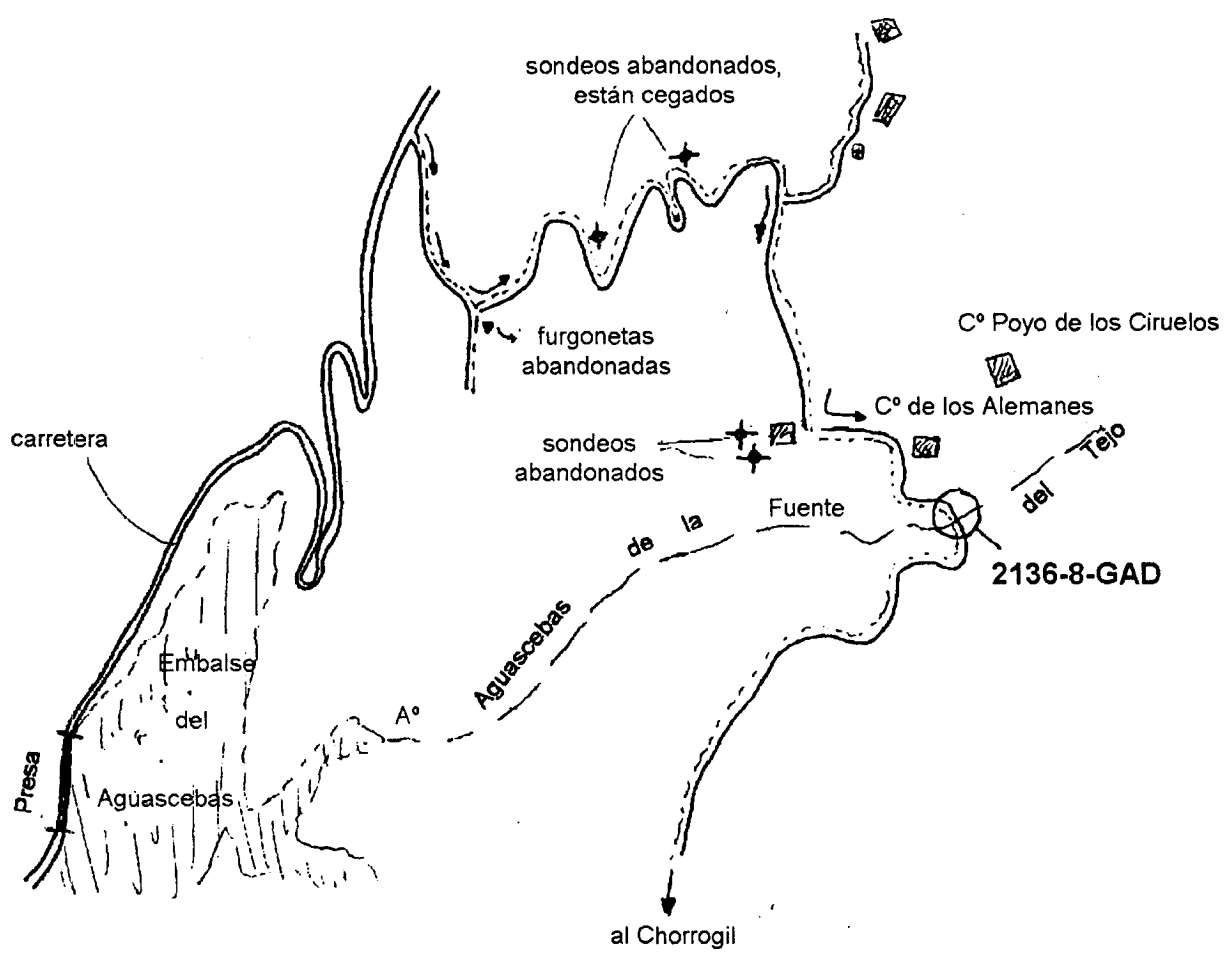 sondeos abandonados,
están cegados
furgonetas
abandonadas
Cº Poyo de los Ciruelos
Cº de los Alemanes
carretera
sondeos
abandonados
Aº Aguascebas de la Fuente del Tejo
2136-8-GAD
Embalse
del
Aguascebas
Presa
al Chorrogil